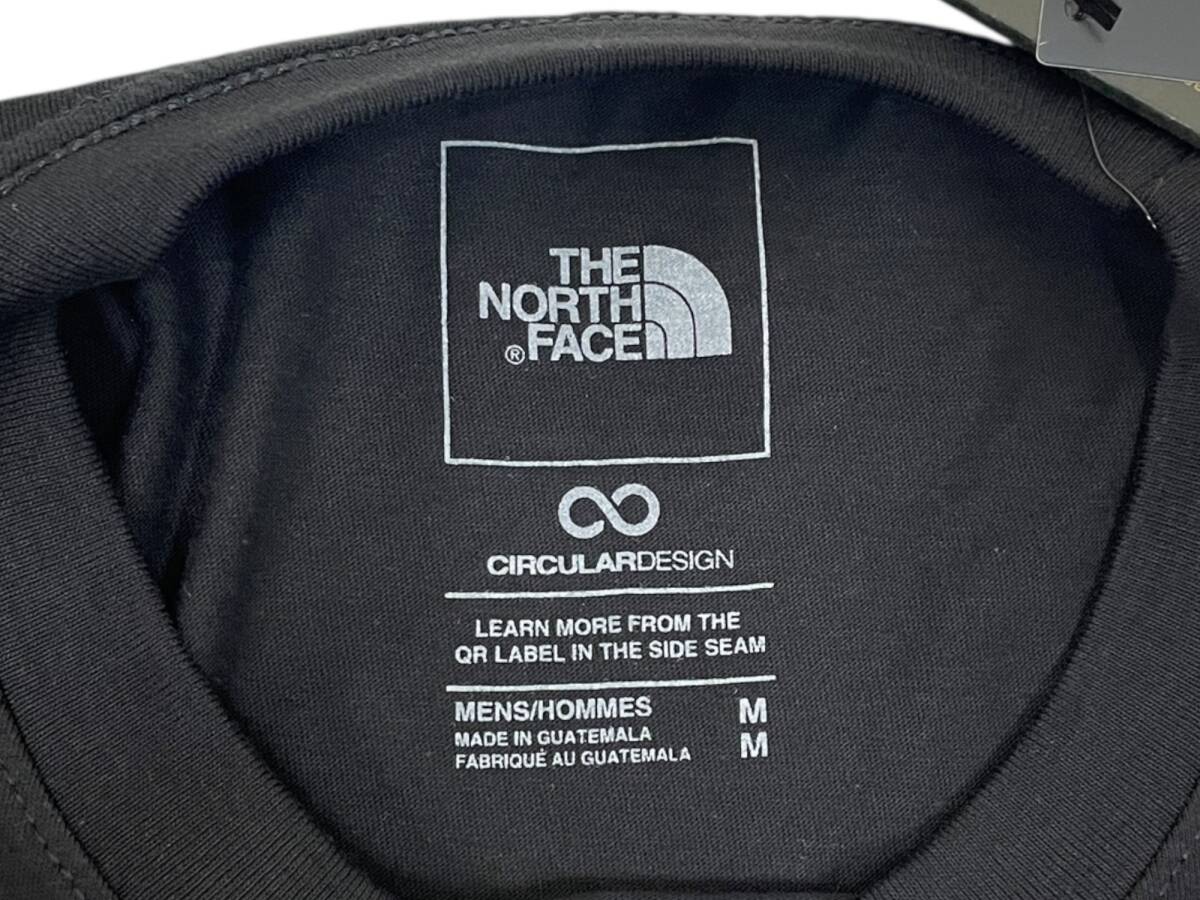 THE
NORTH
FACE
®
CIRCULARDESIGN
LEARN MORE FROM THE
QR LABEL IN THE SIDE SEAM
MENS/HOMMES M
MADE IN GUATEMALA M
FABRIQUÉ AU GUATEMALA